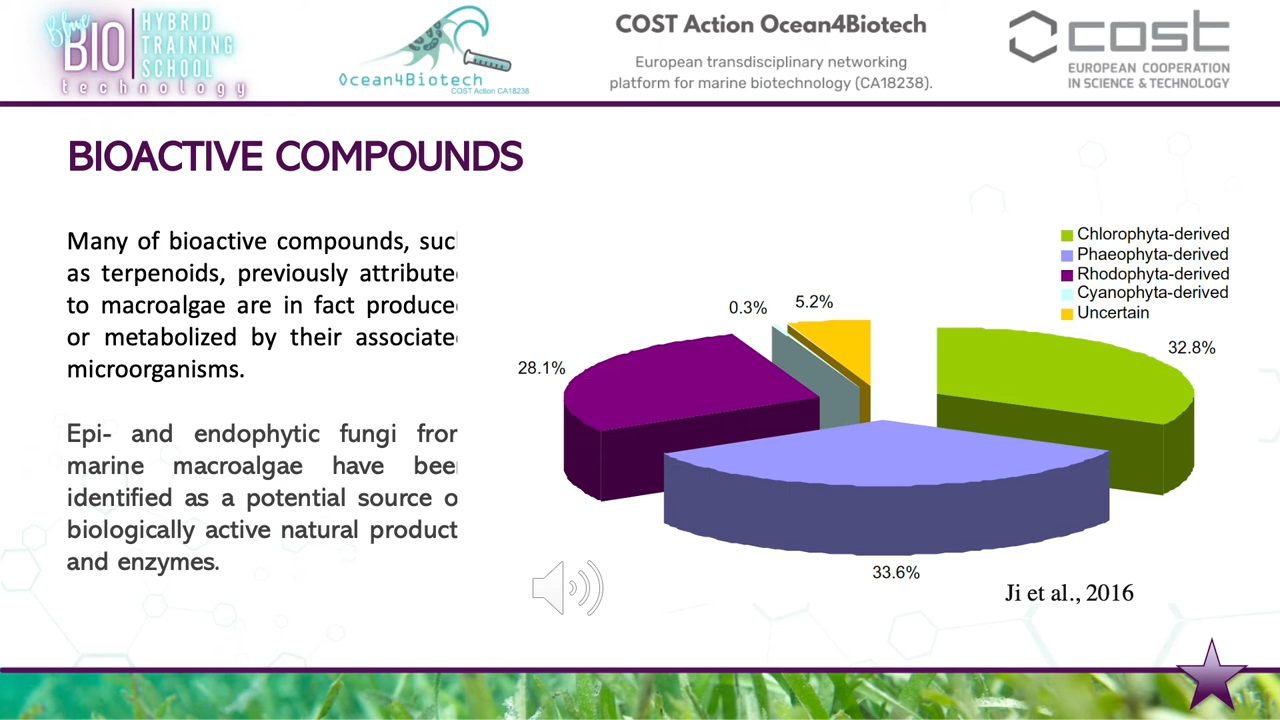 Blue
BIO
HYBRID
TRAINING
SCHOOL
technology
Ocean4Biotech
COST Action CA18238
COST Action Ocean4Biotech
European transdisciplinary networking
platform for marine biotechnology (CA18238).
cost
EUROPEAN COOPERATION
IN SCIENCE & TECHNOLOGY
BIOACTIVE COMPOUNDS
Many of bioactive compounds, suc
as terpenoids, previously attribute
to macroalgae are in fact produce
or metabolized by their associate
microorganisms.
Epi- and endophytic fungi fror
marine macroalgae have bee
identified as a potential source o
biologically active natural product
and enzymes.
Chlorophyta-derived
Phaeophyta-derived
Rhodophyta-derived
Cyanophyta-derived
Uncertain
0.3%
5.2%
28.1%
32.8%
33.6%
Ji et al., 2016